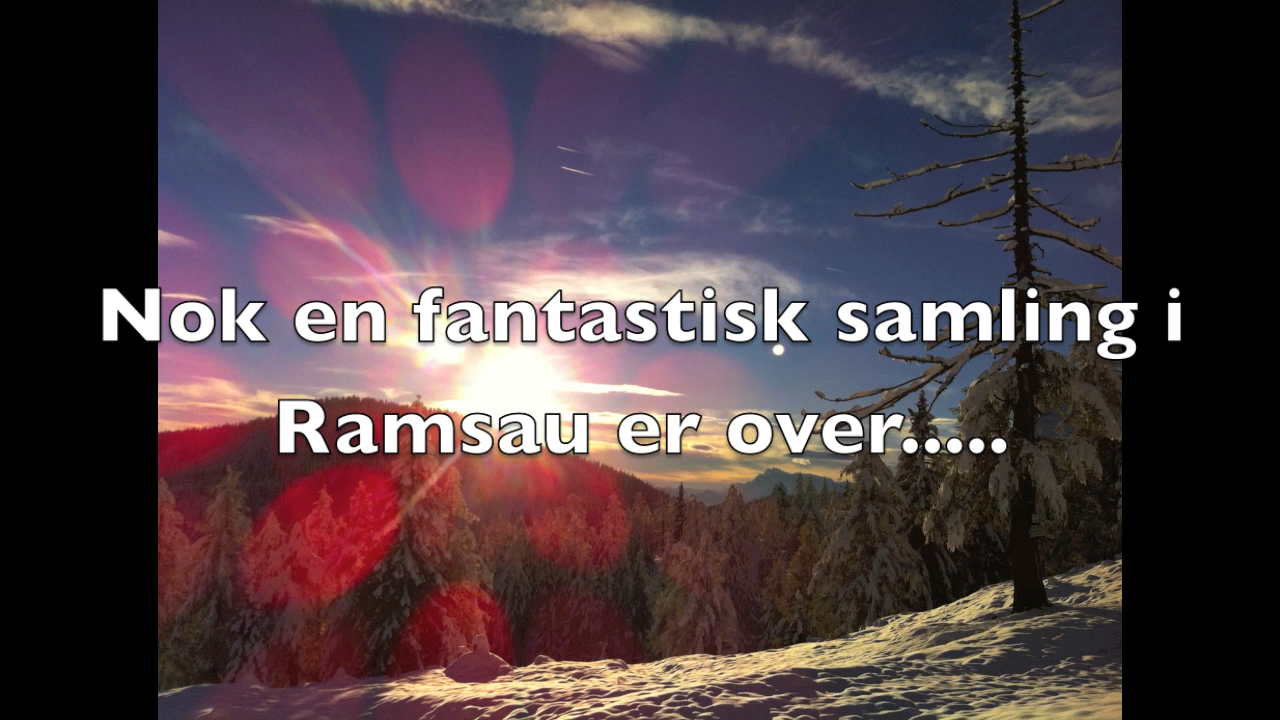 Nok en fantastisk samling i
Ramsau er over.....